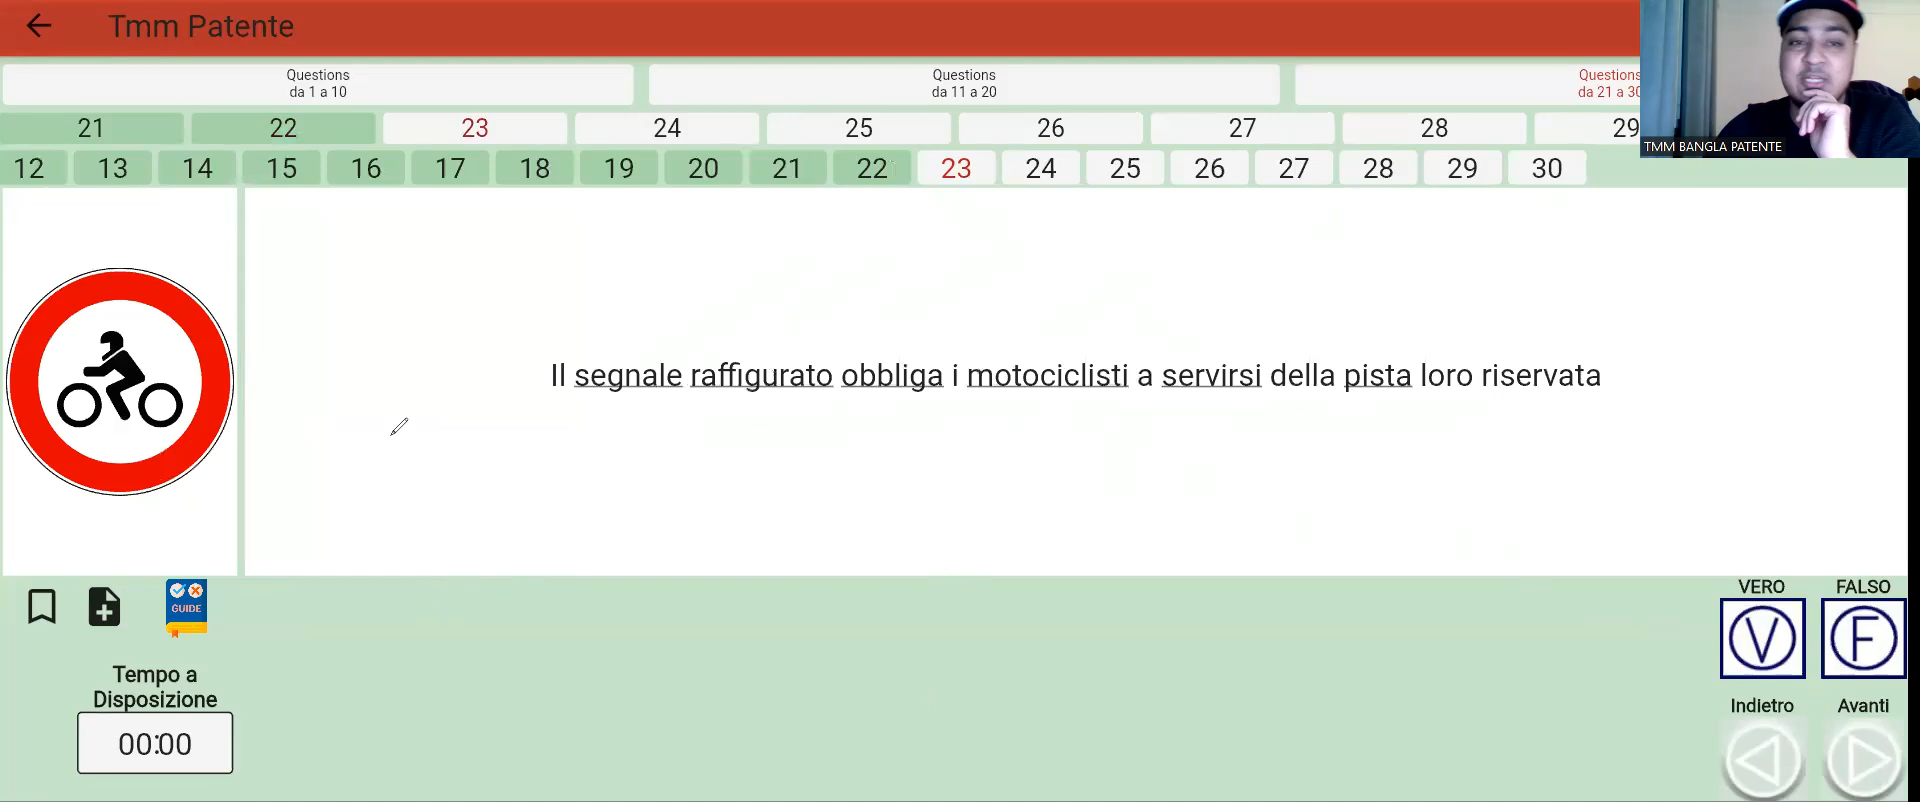 Tmm Patente
Questions
da 1 a 10
Questions
da 11 a 20
Questions
da 21 a 30
21 22 23 24 25 26 27 28 29
12 13 14 15 16 17 18 19 20 21 22 23 24 25 26 27 28 29 30
TMM BANGLA PATENTE
Il segnale raffigurato obbliga i motociclisti a servirsi della pista loro riservata
GUIDE
VERO FALSO
V F
Tempo a
Disposizione
00:00
Indietro Avanti